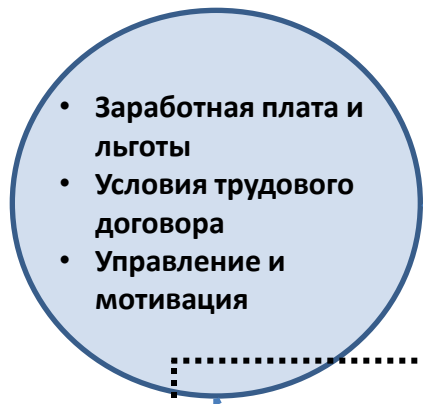 • Заработная плата и
льготы
• Условия трудового
договора
• Управление и
мотивация